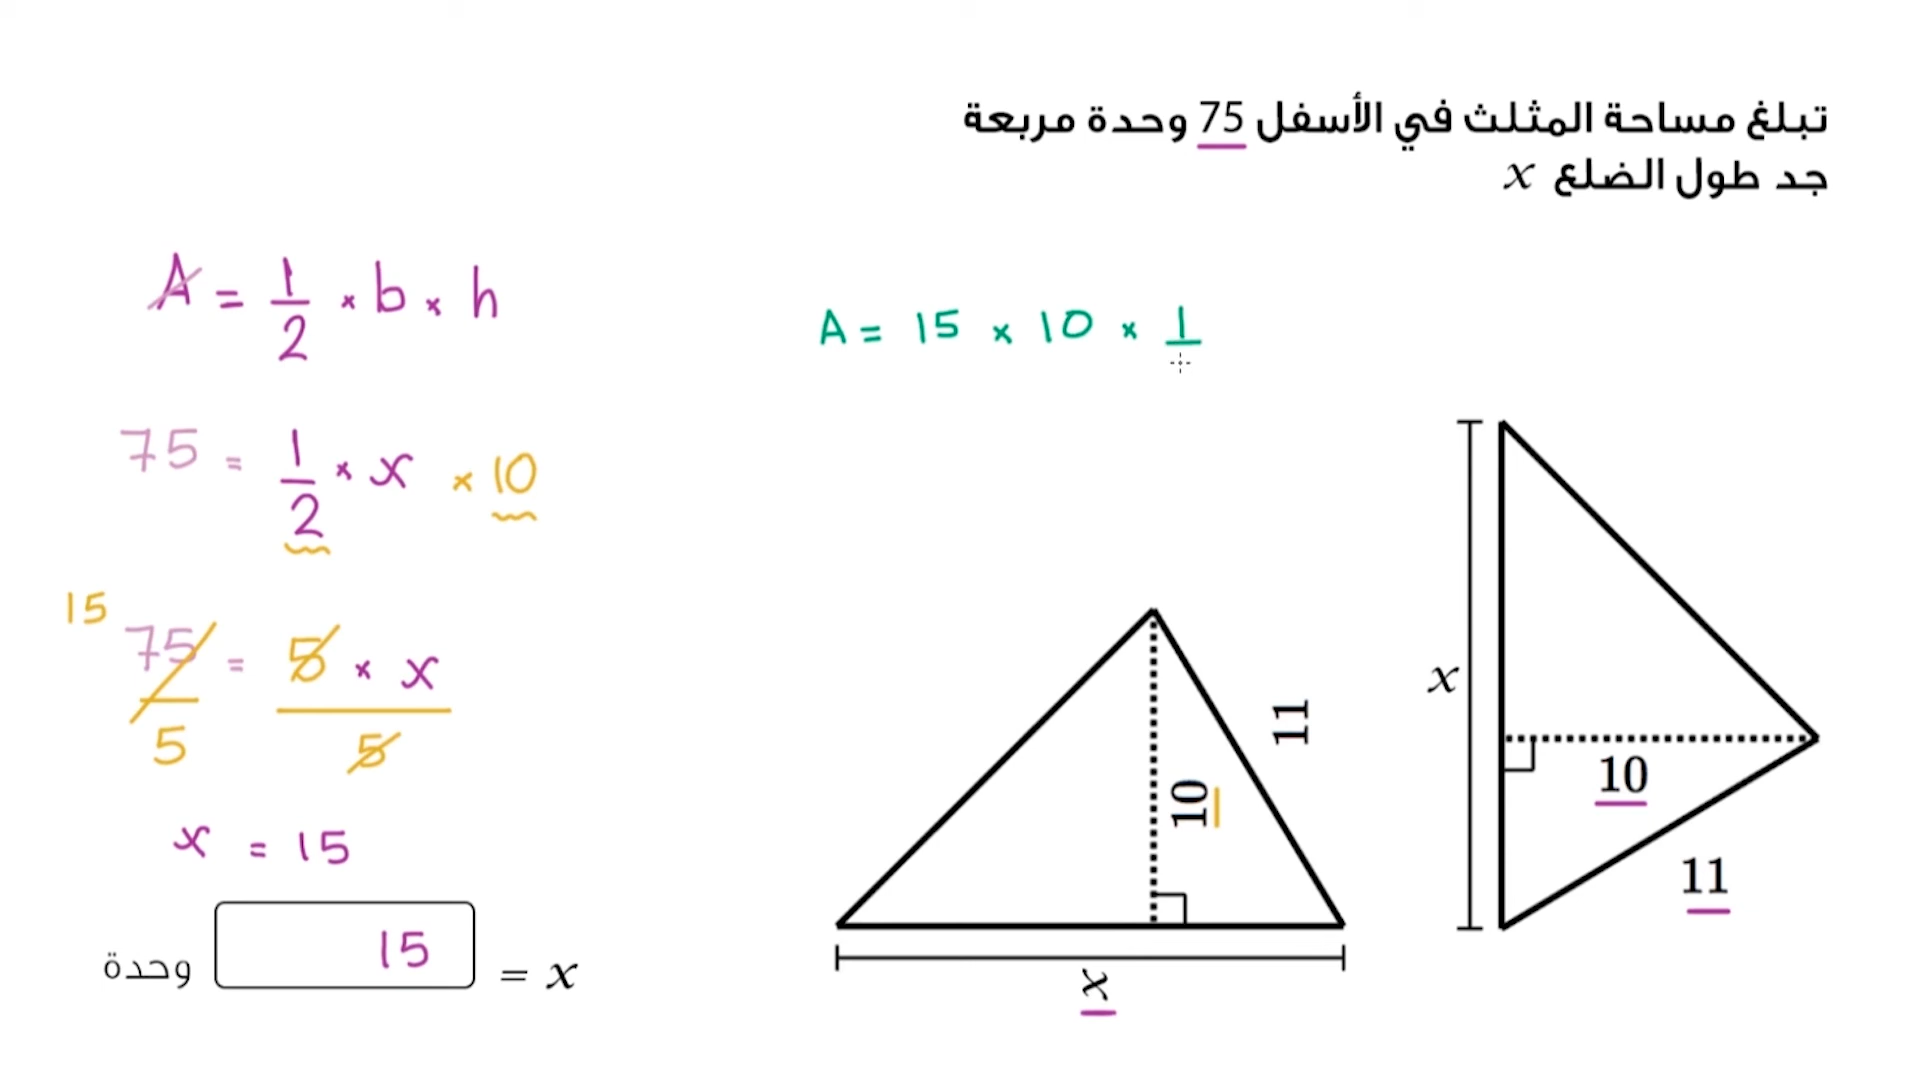 تبلغ مساحة المثلث في الأسفل 75 وحدة مربعة
جد طول الضلع x
A = 1/2 × b × h
A = 15 × 10 × 1
75 = 1/2 × x × 10
15
75/5 = 5 × x/5
x = 15
x = 15 وحدة
11
10
x
x
10
11